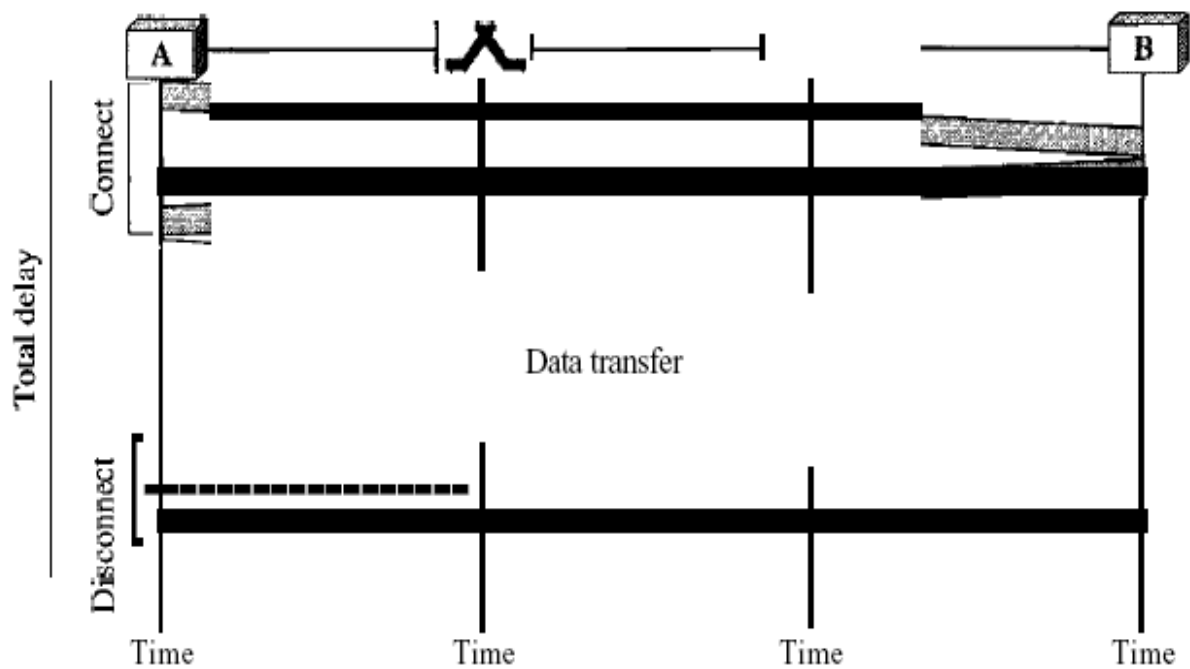 A
B
Connect
Total delay
Data transfer
Disconnect
Time
Time
Time
Time